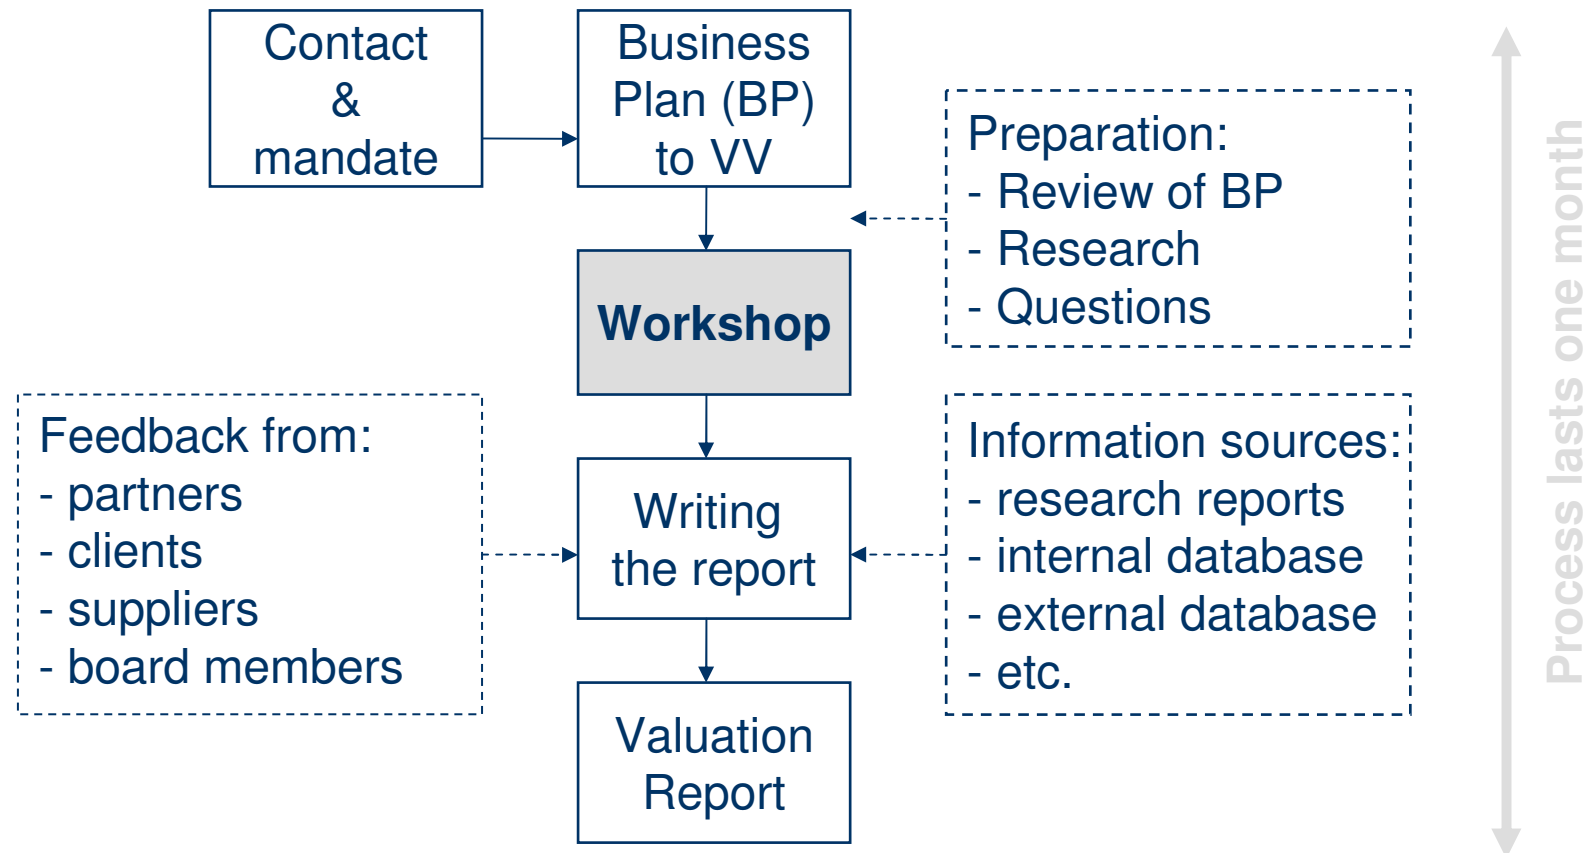 Contact
&
mandate
Business
Plan (BP)
to VV
Preparation:
- Review of BP
- Research
- Questions
Workshop
Feedback from:
- partners
- clients
- suppliers
- board members
Writing
the report
Information sources:
- research reports
- internal database
- external database
- etc.
Valuation
Report
Process lasts one month